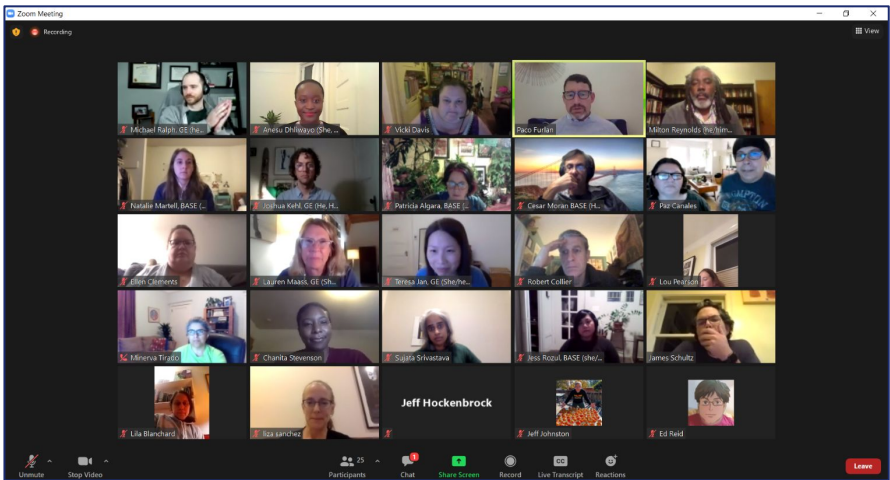 Zoom Meeting
Recording
View
Michael Ralph, GE (he...
Anesu Dhliwayo (She, ...
Vicki Davis
Paco Furlan
Milton Reynolds (he/him...
Natalie Martell, BASE (...
Joshua Kehl, GE (He, H...
Patricia Algara, BASE (...
Cesar Moran BASE (H...
Paz Canales
Ellen Clements
Lauren Maass, GE (Sh...
Teresa Jan, GE (She/he...
Robert Collier
Lou Pearson
Minerva Tirado
Chanita Stevenson
Sujata Srivastava
Jess Rozul, BASE (she/...
James Schultz
Lila Blanchard
liza sanchez
Jeff Hockenbrock
Jeff Johnston
Ed Reid
Unmute
Stop Video
25
Participants
1
Chat
Share Screen
Record
CC
Live Transcript
Reactions
Leave